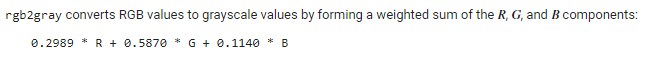 rgb2gray converts RGB values to grayscale values by forming a weighted sum of the R, G, and B components:
0.2989 * R + 0.5870 * G + 0.1140 * B